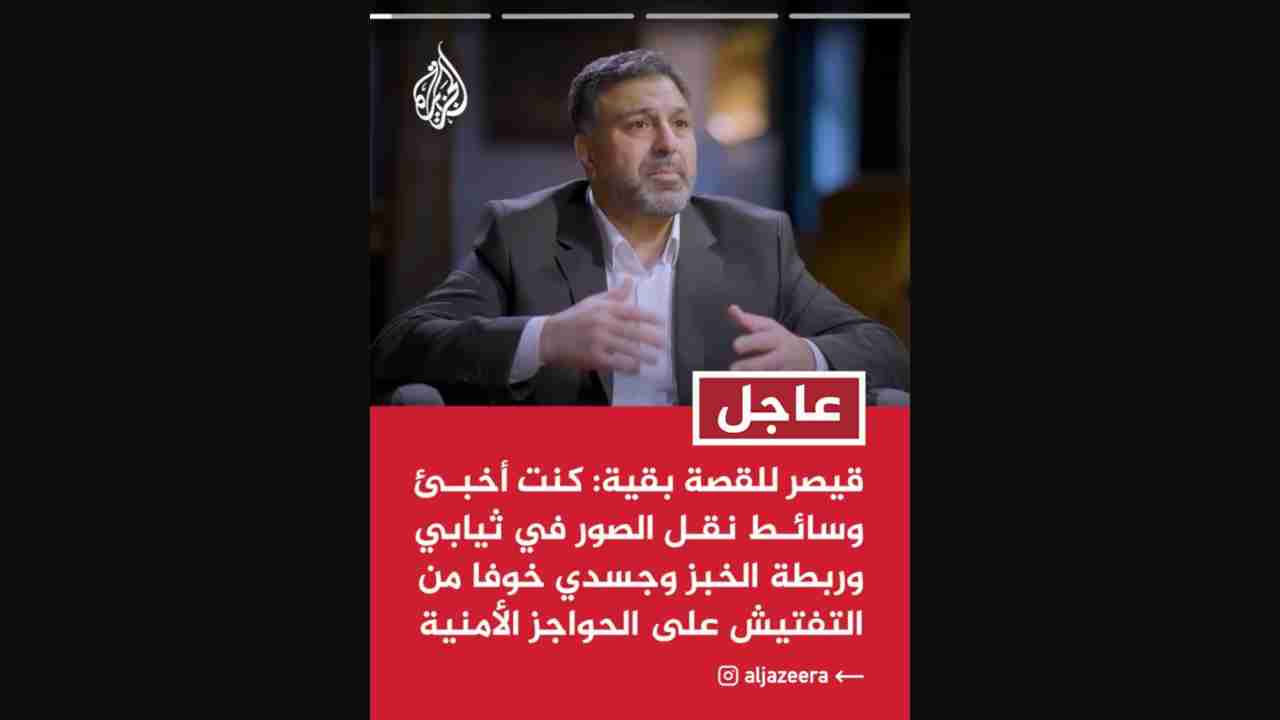 الجزيرة
عاجل
قيصر للقصة بقية: كنت أخبئ
وسائط نقل الصور في ثيابي
وربطة الخبز وجسدي خوفا من
التفتيش على الحواجز الأمنية
aljazeera